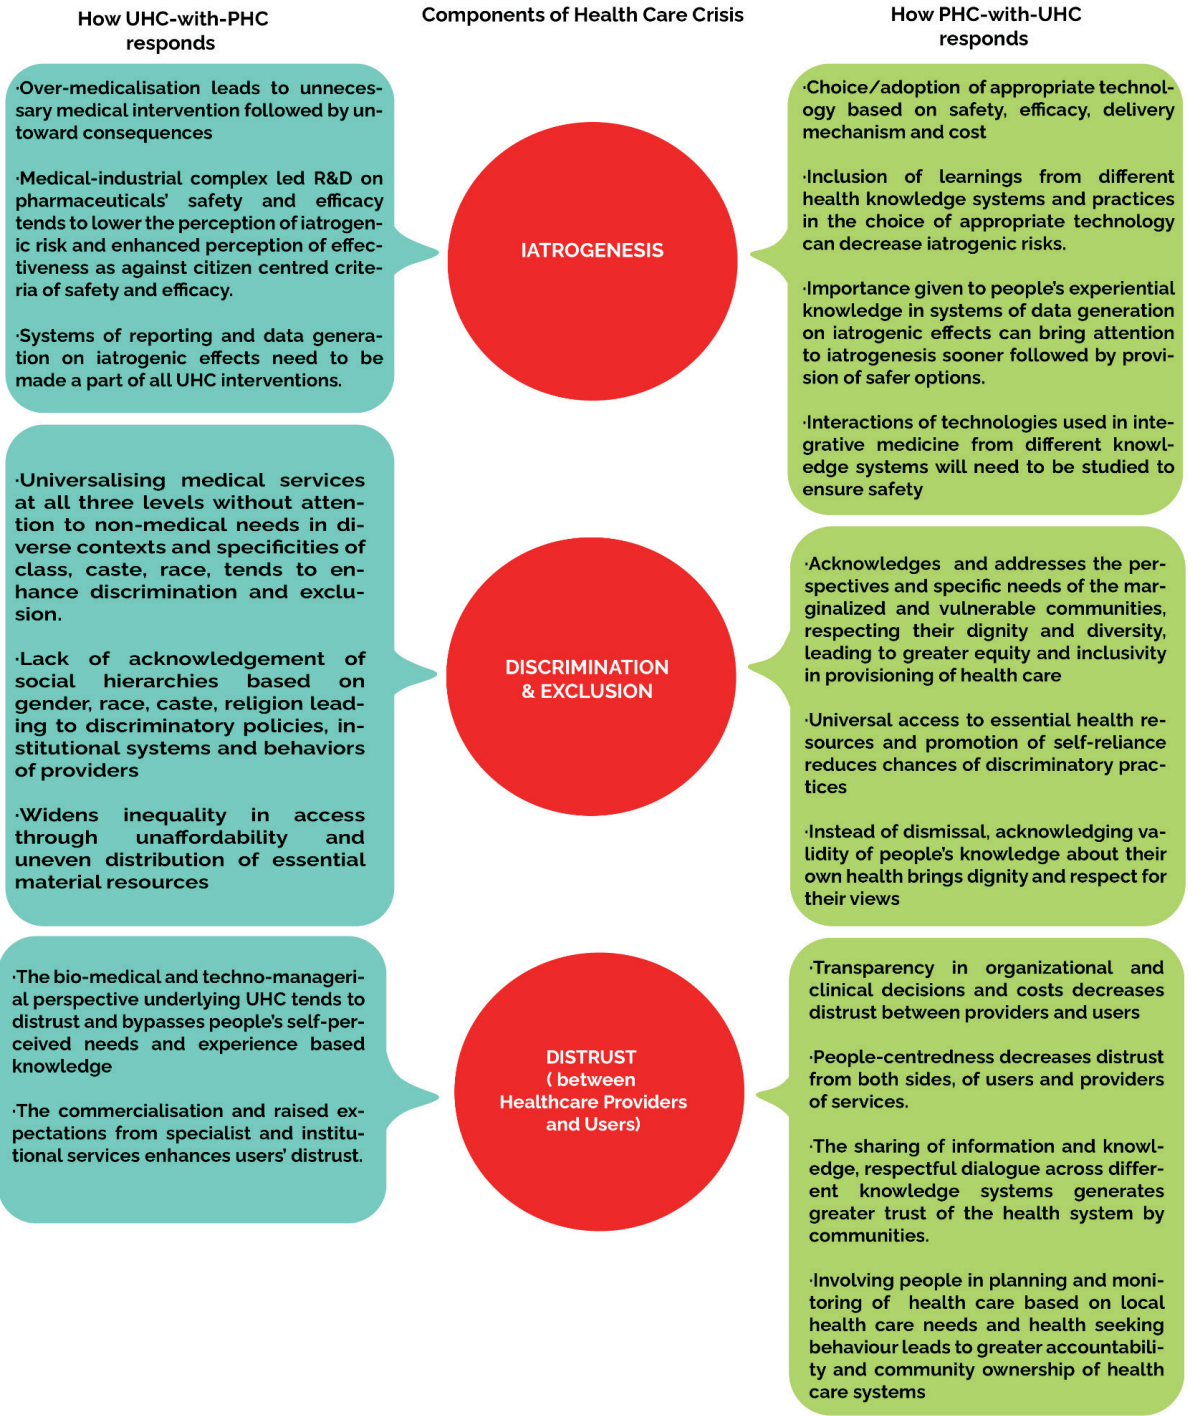 How UHC-with-PHC
responds
Components of Health Care Crisis
How PHC-with-UHC
responds
·Over-medicalisation leads to unneces-
sary medical intervention followed by un-
toward consequences
·Medical-industrial complex led R&D on
pharmaceuticals' safety and efficacy
tends to lower the perception of iatrogen-
ic risk and enhanced perception of effec-
tiveness as against citizen centred crite-
ria of safety and efficacy.
·Systems of reporting and data genera-
tion on iatrogenic effects need to be
made a part of all UHC interventions.
IATROGENESIS
·Choice/adoption of appropriate technol-
ogy based on safety, efficacy, delivery
mechanism and cost
·Inclusion of learnings from different
health knowledge systems and practices
in the choice of appropriate technology
can decrease iatrogenic risks.
·Importance given to people's experiential
knowledge in systems of data generation
on iatrogenic effects can bring attention
to iatrogenesis sooner followed by provi-
sion of safer options.
·Interactions of technologies used in inte-
grative medicine from different knowl-
edge systems will need to be studied to
ensure safety
·Universalising medical services
at all three levels without atten-
tion to non-medical needs in di-
verse contexts and specificities of
class, caste, race, tends to en-
hance discrimination and exclu-
sion.
·Lack of acknowledgement of
social hierarchies based on
gender, race, caste, religion lead-
ing to discriminatory policies, in-
stitutional systems and behaviors
of providers
·Widens inequality in access
through unaffordability and
uneven distribution of essential
material resources
DISCRIMINATION
& EXCLUSION
·Acknowledges and addresses the per-
spectives and specific needs of the mar-
ginalized and vulnerable communities,
respecting their dignity and diversity,
leading to greater equity and inclusivity
in provisioning of health care
·Universal access to essential health re-
sources and promotion of self-reliance
reduces chances of discriminatory prac-
tices
·Instead of dismissal, acknowledging va-
lidity of people's knowledge about their
own health brings dignity and respect for
their views
·The bio-medical and techno-manageri-
al perspective underlying UHC tends to
distrust and bypasses people's self-per-
ceived needs and experience based
knowledge
·The commercialisation and raised ex-
pectations from specialist and institu-
tional services enhances users' distrust.
DISTRUST
( between
Healthcare Providers
and Users)
·Transparency in organizational and
clinical decisions and costs decreases
distrust between providers and users
·People-centredness decreases distrust
from both sides, of users and providers
of services.
·The sharing of information and knowl-
edge, respectful dialogue across differ-
ent knowledge systems generates
greater trust of the health system by
communities.
·Involving people in planning and moni-
toring of health care based on local
health care needs and health seeking
behaviour leads to greater accountabili-
ty and community ownership of health
care systems